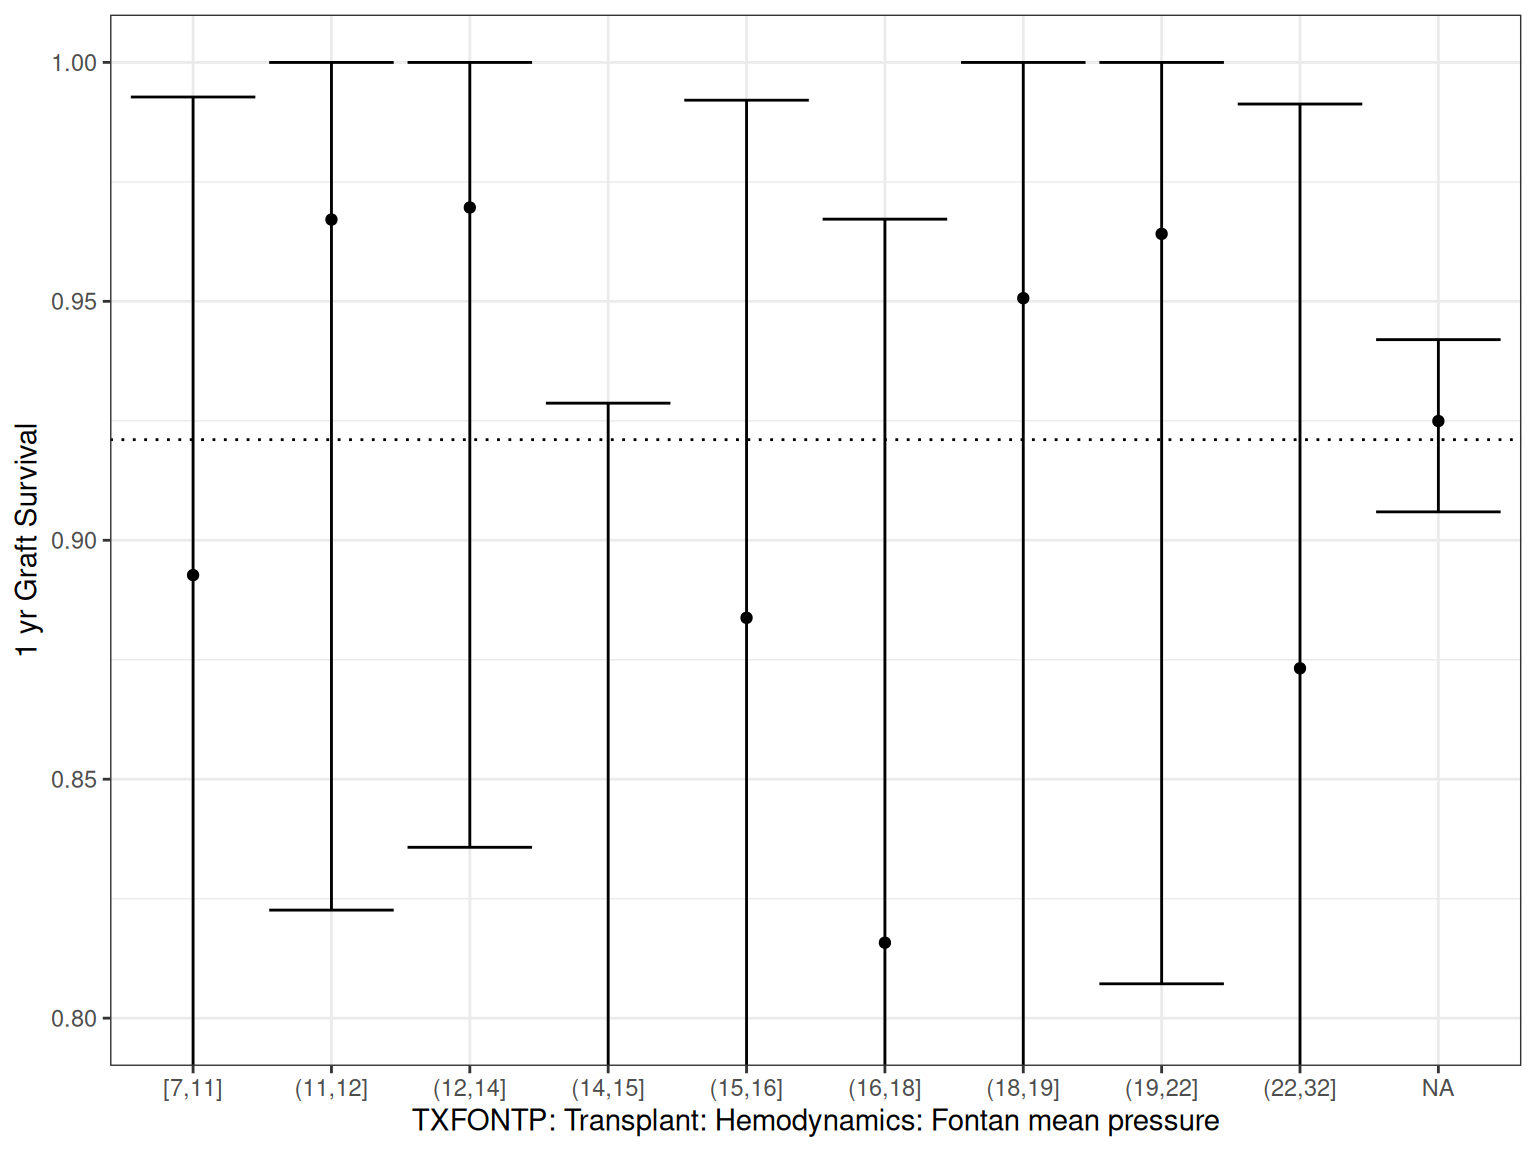 1.00
0.95
0.90
0.85
0.80
1 yr Graft Survival
[7,11] (11,12] (12,14] (14,15] (15,16] (16,18] (18,19] (19,22] (22,32] NA
TXFONTP: Transplant: Hemodynamics: Fontan mean pressure